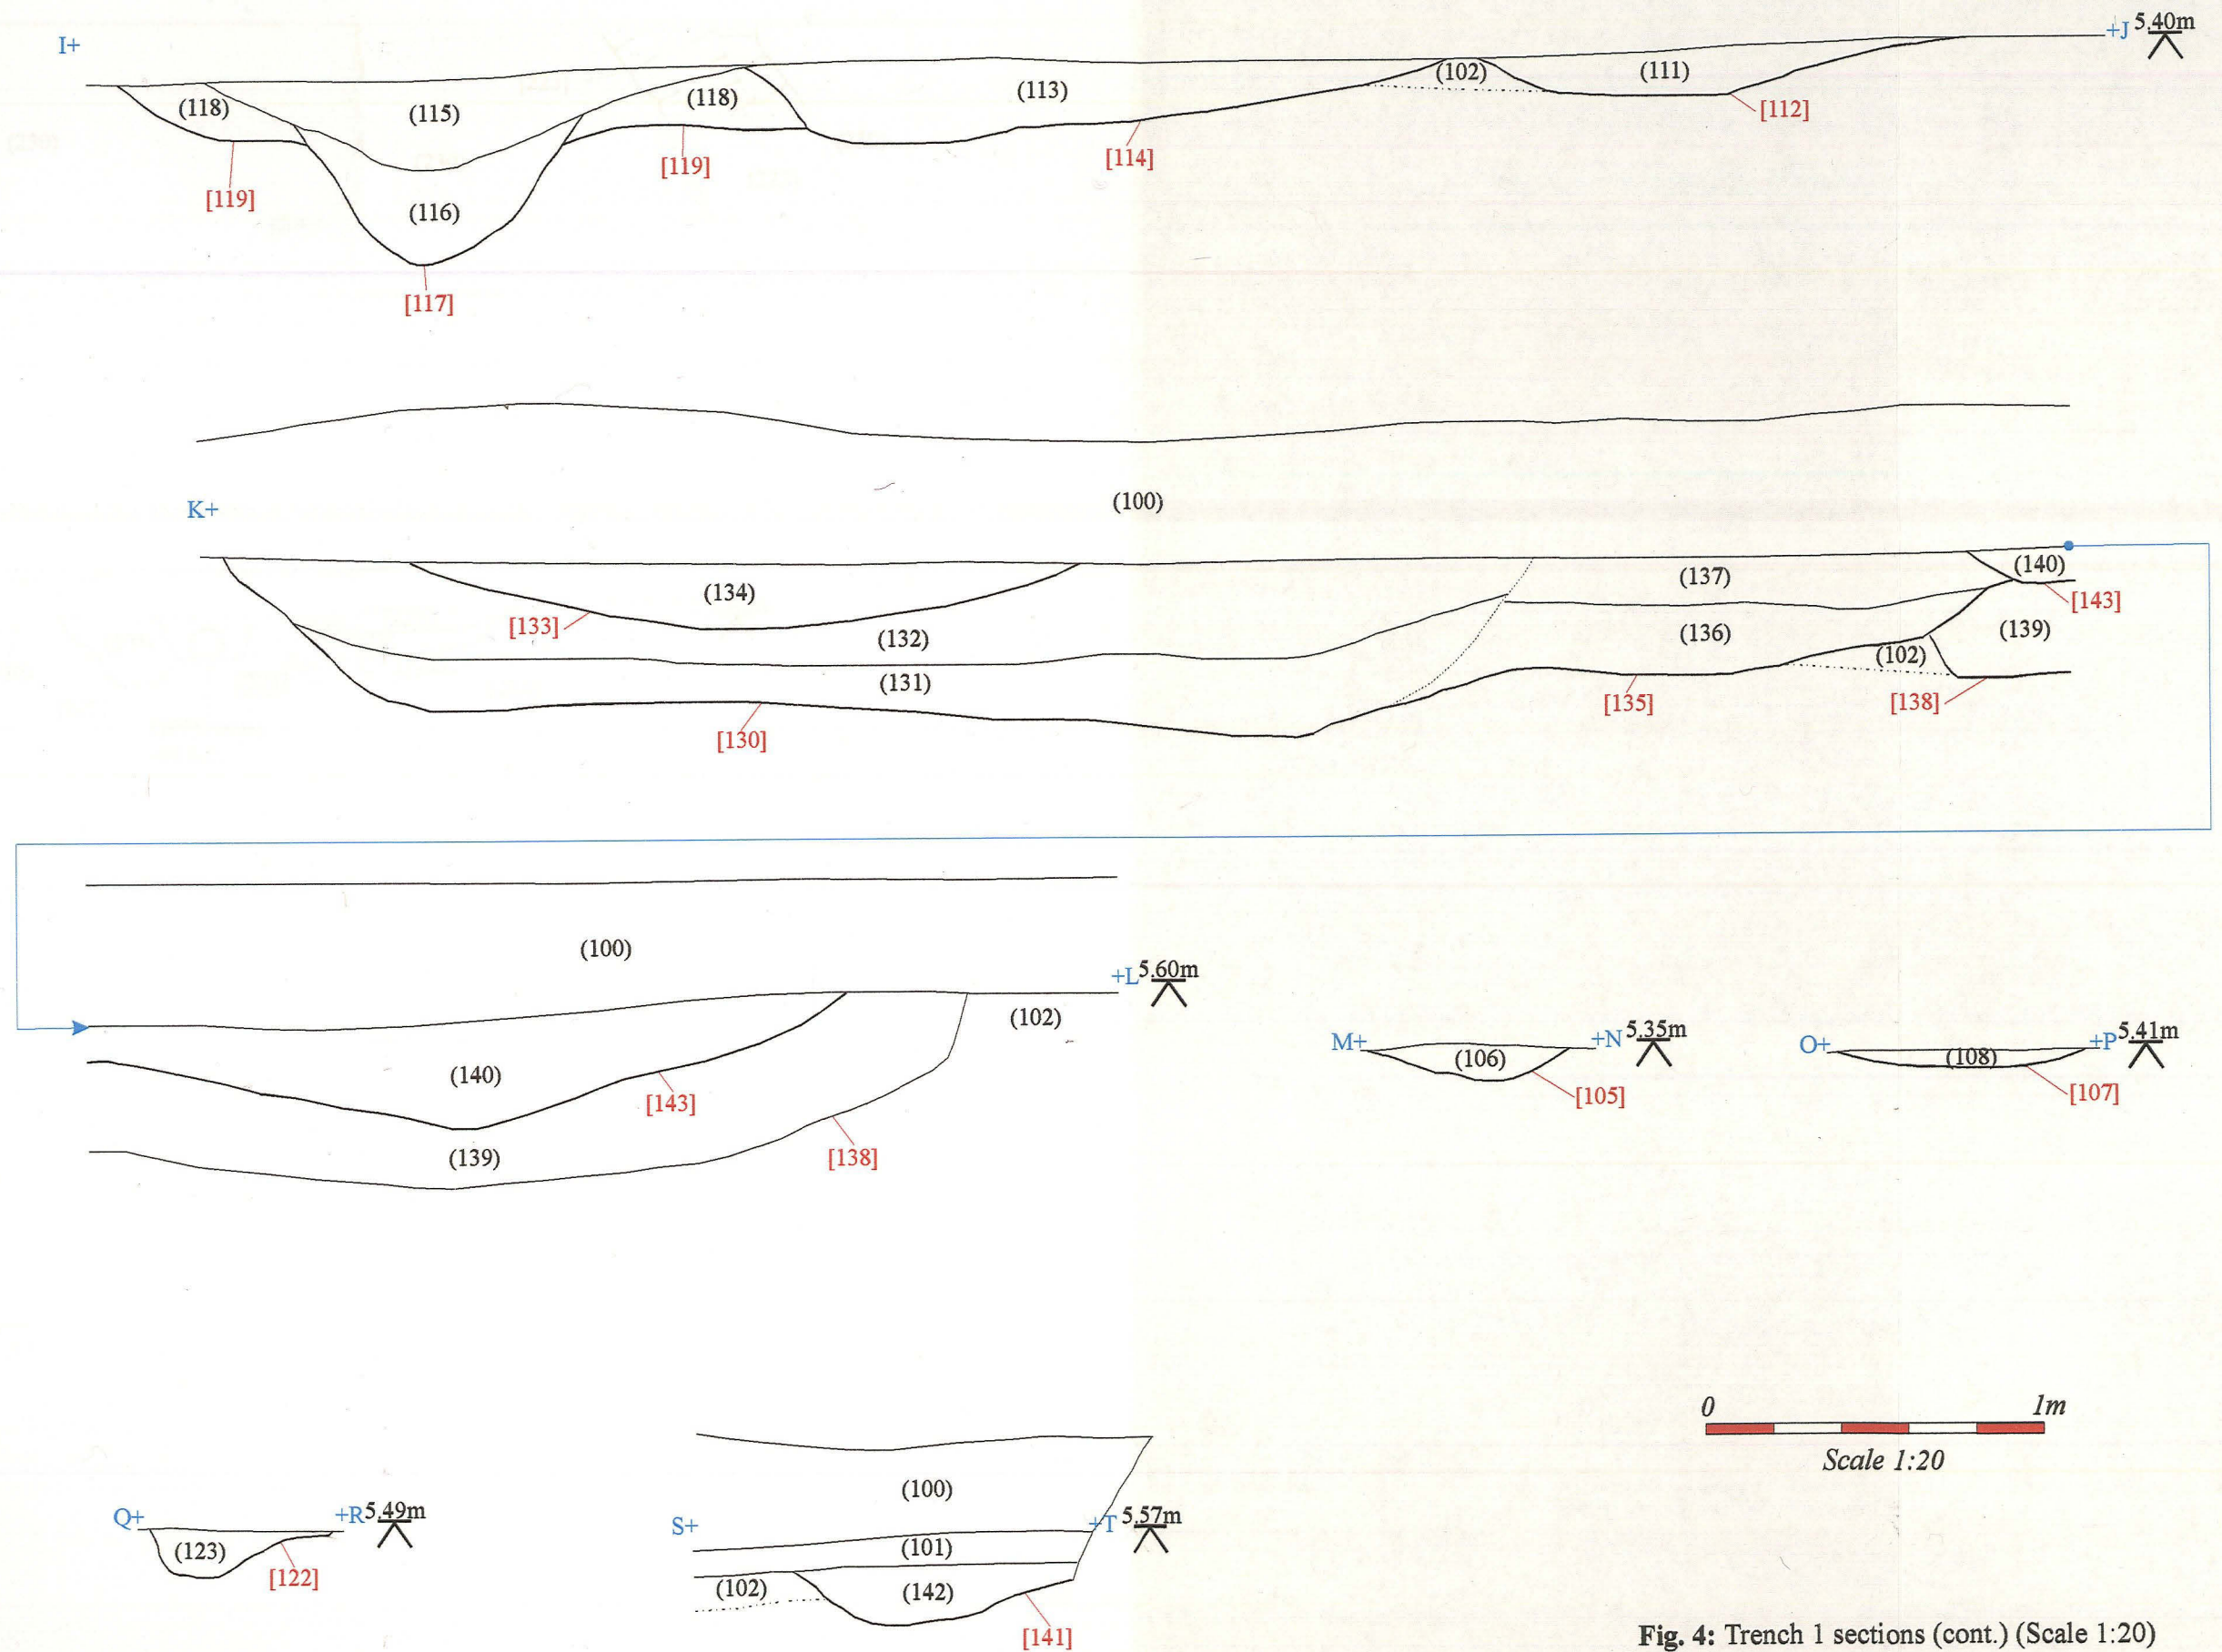 I+ +J 5.40m
(118) (115) (118) (113) (102) (111)
[112]
[119] [119] [114]
(116)
[117]
K+ (100)
(134) (137) (140)
[133] (132) (136) [143]
(139)
(102)
(131)
[130] [135] [138]
(100)
+L 5.60m
(102)
(140)
[143]
(139) [138]
M+ (106) +N 5.35m
[105]
O+ (108) +P 5.41m
[107]
0 1m
Scale 1:20
Q+ +R 5.49m
(123)
[122]
(100)
S+ +T 5.57m
(101)
(102) (142)
[141]
Fig. 4: Trench 1 sections (cont.) (Scale 1:20)